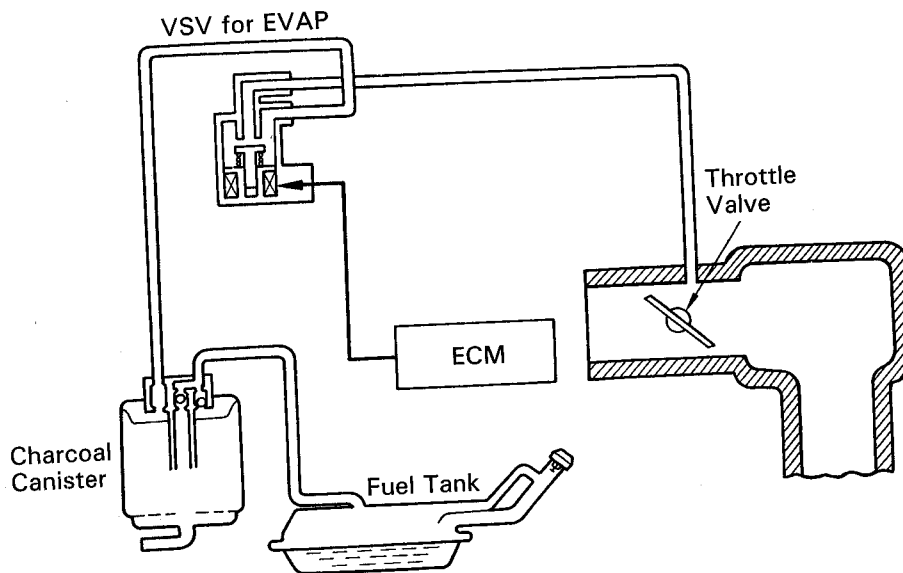 VSV for EVAP
Throttle
Valve
ECM
Charcoal
Canister
Fuel Tank